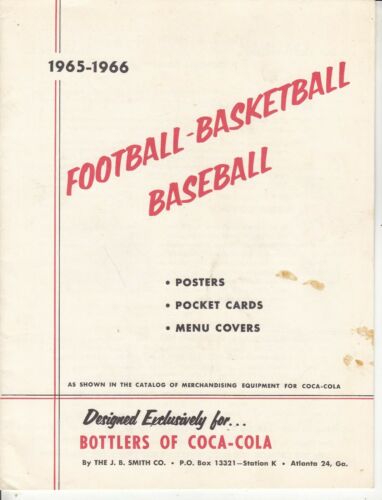 1965-1966
FOOTBALL-BASKETBALL
BASEBALL
• POSTERS
• POCKET CARDS
• MENU COVERS
AS SHOWN IN THE CATALOG OF MERCHANDISING EQUIPMENT FOR COCA-COLA
Designed Exclusively for...
BOTTLERS OF COCA-COLA
By THE J. B. SMITH CO. • P.O. Box 13321—Station K • Atlanta 24, Ga.